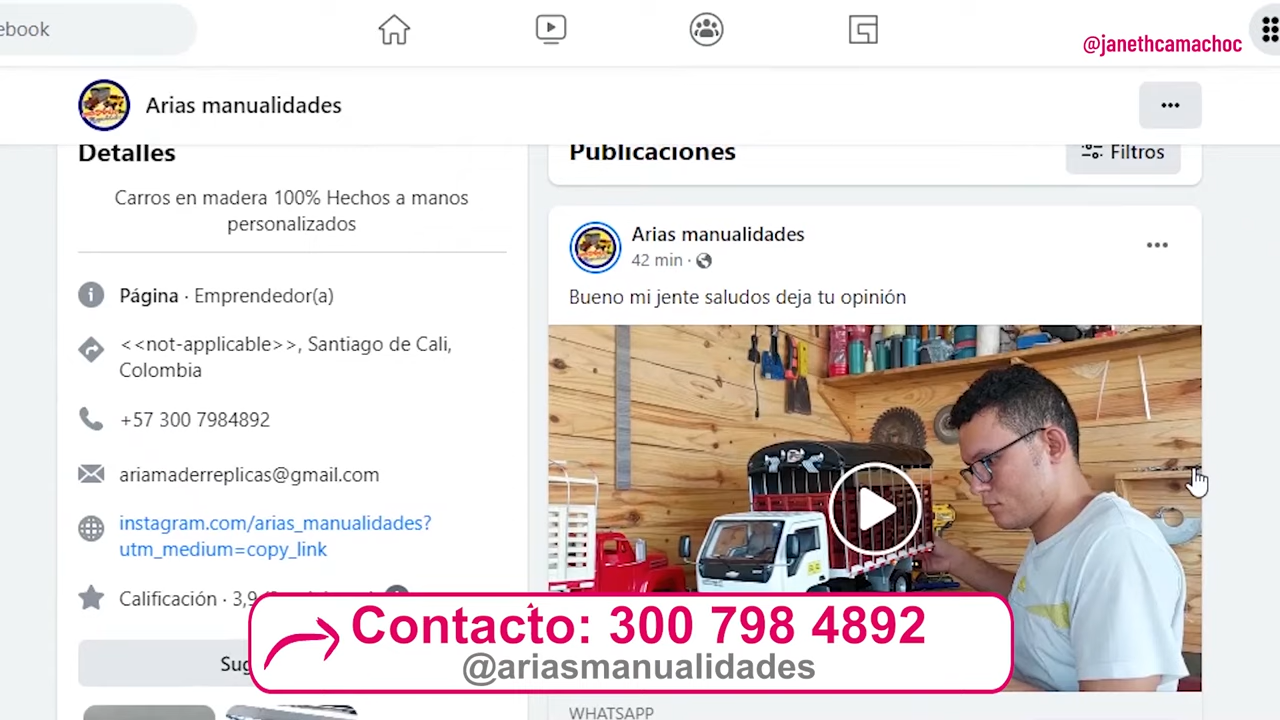 ebook
@janethcamachoc
Arias manualidades
Detalles
Carros en madera 100% Hechos a manos
personalizados
Página · Emprendedor(a)
<<not-applicable>>, Santiago de Cali,
Colombia
+57 300 7984892
ariamaderreplicas@gmail.com
instagram.com/arias_manualidades?
utm_medium=copy_link
Calificación · 3,9
Publicaciones
Filtros
Arias manualidades
42 min ·
Bueno mi jente saludos deja tu opinión
Contacto: 300 798 4892
@ariasmanualidades
WHATSAPP